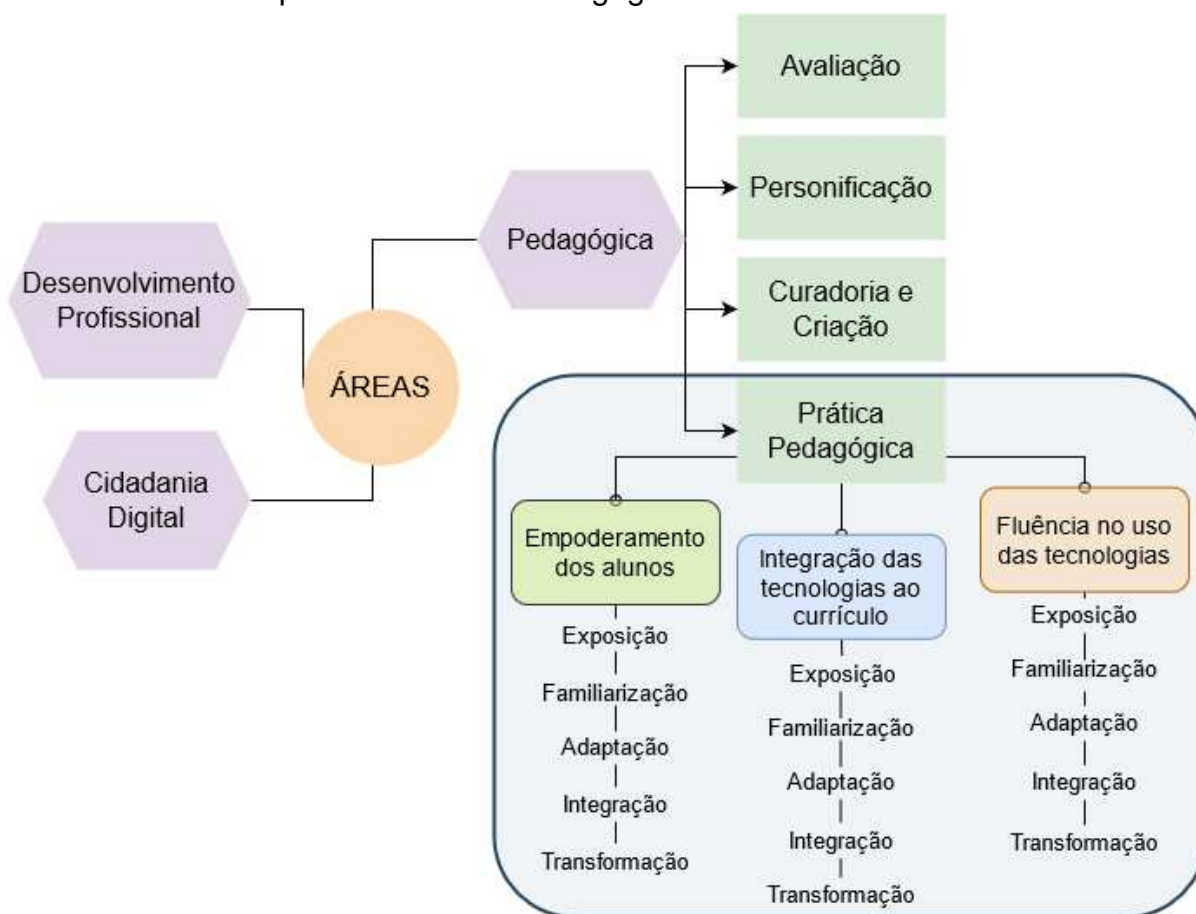 Avaliação
Personificação
Pedagógica
Curadoria e
Criação
Desenvolvimento
Profissional
ÁREAS
Cidadania
Digital
Prática
Pedagógica
Empoderamento
dos alunos
Exposição
Familiarização
Adaptação
Integração
Transformação
Integração das
tecnologias ao
currículo
Exposição
Familiarização
Adaptação
Integração
Transformação
Fluência no uso
das tecnologias
Exposição
Familiarização
Adaptação
Integração
Transformação